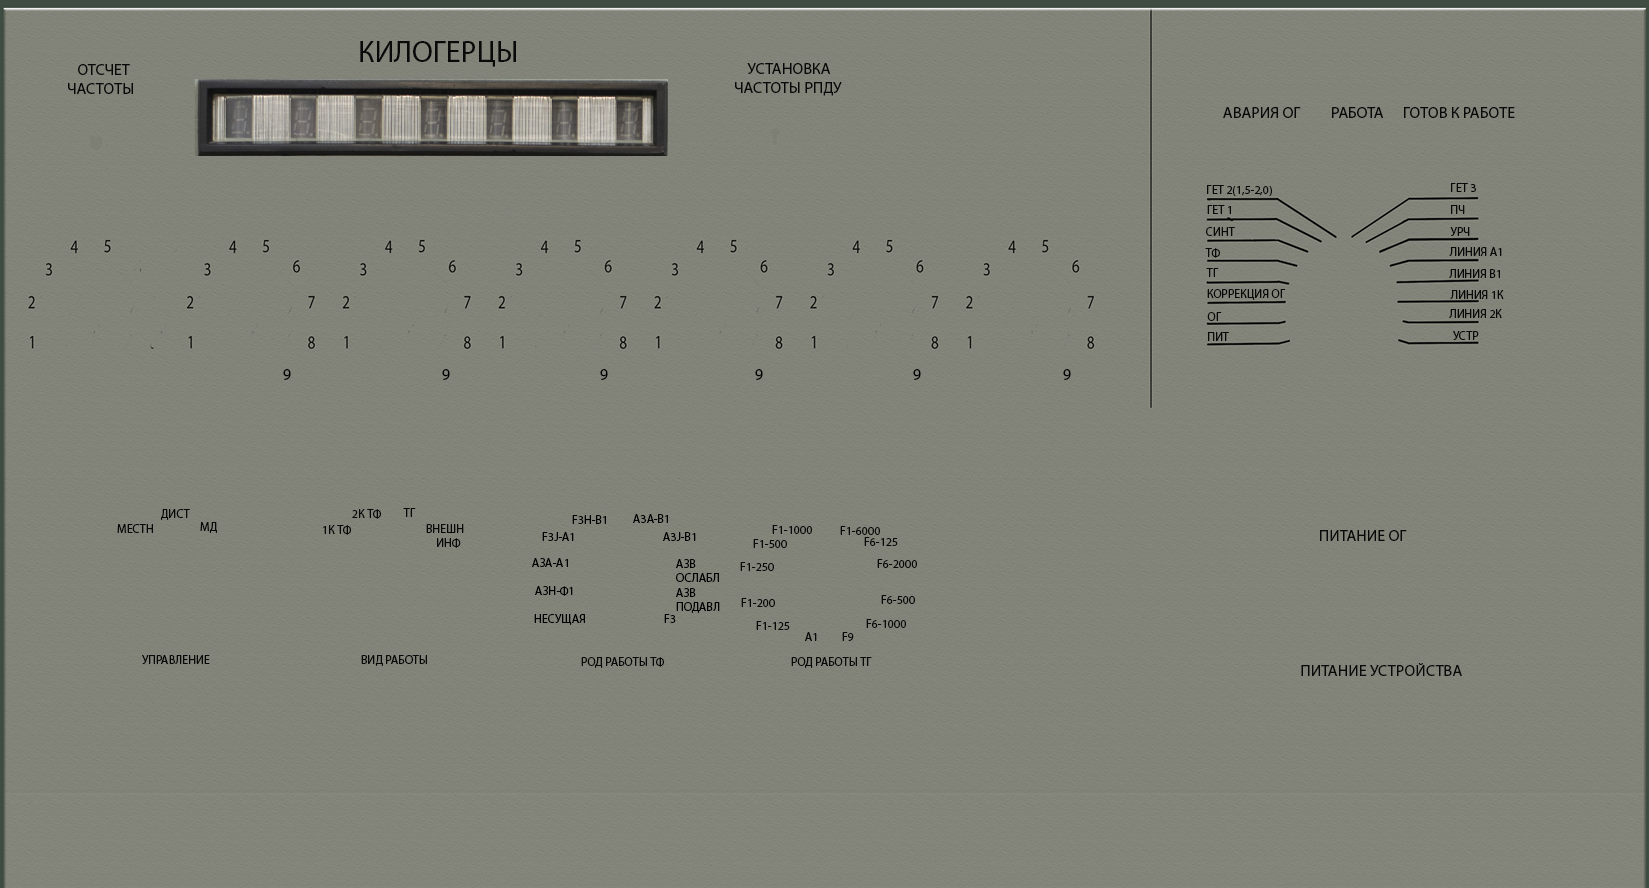 КИЛОГЕРЦЫ
ОТСЧЕТ
ЧАСТОТЫ
УСТАНОВКА
ЧАСТОТЫ РПДУ
АВАРИЯ ОГ РАБОТА ГОТОВ К РАБОТЕ
ГЕТ 2(1,5-2,0)
ГЕТ 1
СИНТ
ТФ
ТГ
КОРРЕКЦИЯ ОГ
ОГ
ПИТ
ГЕТ 3
ПЧ
УРЧ
ЛИНИЯ А1
ЛИНИЯ В1
ЛИНИЯ 1К
ЛИНИЯ 2К
УСТР
4 5 4 5 4 5 4 5 4 5 4 5 4 5
3 3 6 3 6 3 6 3 6 3 6 3 6
2 2 7 2 7 2 7 2 7 2 7 2 7
1 1 8 1 8 1 8 1 8 1 8 1 8
9 9 9 9 9 9
ДИСТ
МЕСТН МД
УПРАВЛЕНИЕ
2К ТФ ТГ
1К ТФ ВНЕШН
ИНФ
ВИД РАБОТЫ
F3H-B1 А3А-В1
F3J-A1 A3J-B1
А3А-А1 А3В
ОСЛАБЛ
А3Н-Ф1 А3В
ПОДАВЛ
НЕСУЩАЯ F3
РОД РАБОТЫ ТФ
F1-1000 F1-6000
F1-500 F6-125
F1-250 F6-2000
F1-200 F6-500
F1-125 F6-1000
А1 F9
РОД РАБОТЫ ТГ
ПИТАНИЕ ОГ
ПИТАНИЕ УСТРОЙСТВА